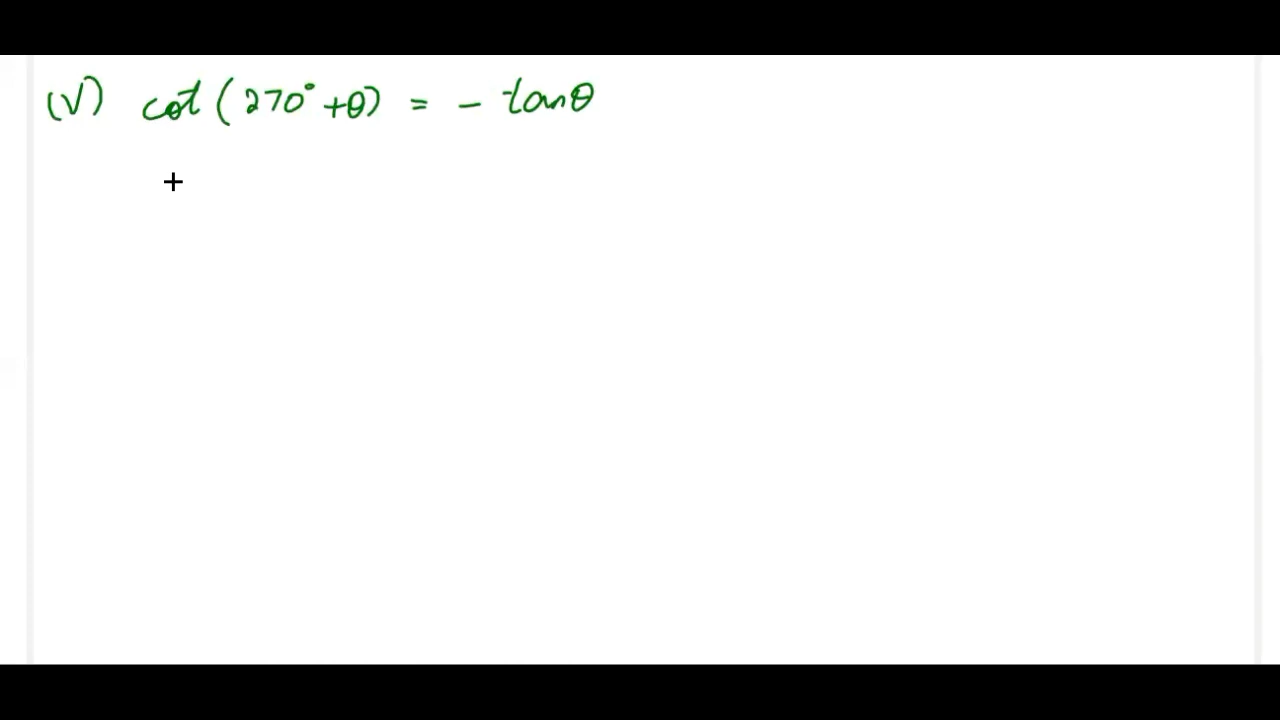 (V) cot (270° +θ) = - tanθ